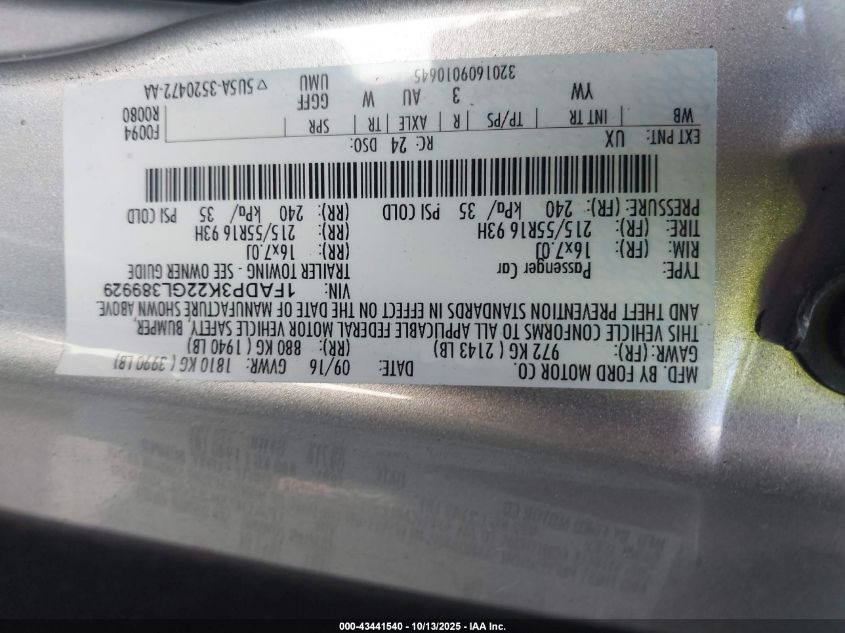 MFD. BY FORD MOTOR CO.
DATE: 09/16 GVWR: 1810 KG ( 3990 LB)
GAWR: (FR): 972 KG ( 2143 LB) (RR): 880 KG ( 1940 LB)
THIS VEHICLE CONFORMS TO ALL APPLICABLE FEDERAL MOTOR VEHICLE SAFETY, BUMPER,
AND THEFT PREVENTION STANDARDS IN EFFECT ON THE DATE OF MANUFACTURE SHOWN ABOVE.
VIN: 1FADP3K22GL389929
TYPE: Passenger Car TRAILER TOWING - SEE OWNER GUIDE
RIM: (FR): 16x7.0J (RR): 16x7.0J
TIRE: (FR): 215/55R16 93H (RR): 215/55R16 93H
PRESSURE: (FR): 240 kPa/ 35 PSI COLD (RR): 240 kPa/ 35 PSI COLD
EXT PNT: UX RC: 24 DSO: F0094
WB INT TR TP/PS R AXLE TR SPR R0080
YW 3 AU W GGFF
UMU
3201609010645 ▽ 5U5A-3520472-AA
000-43441540 | 10/13/2025 - IAA Inc.